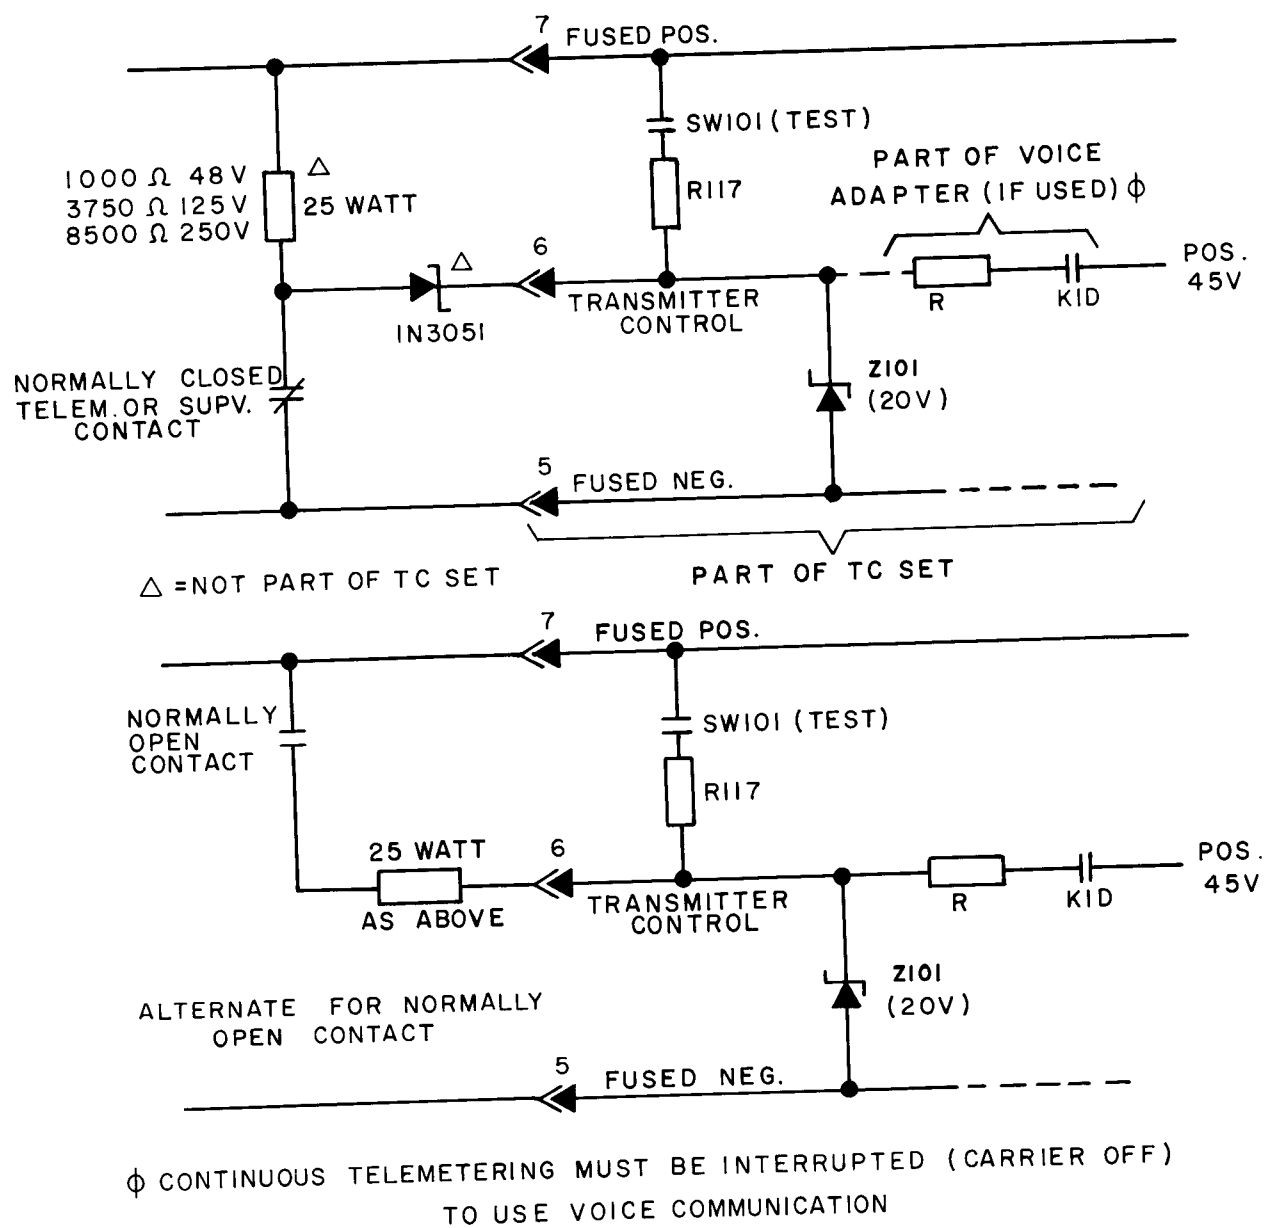 7
FUSED POS.
SW101 (TEST)
R117
PART OF VOICE
ADAPTER (IF USED) ϕ
1000 Ω 48 V
3750 Ω 125V
8500 Ω 250V
△
25 WATT
△
6
1N3051
TRANSMITTER
CONTROL
R
K1D
POS.
45V
NORMALLY CLOSED
TELEM. OR SUPV.
CONTACT
Z101
(20V)
5
FUSED NEG.
△ =NOT PART OF TC SET
PART OF TC SET
7
FUSED POS.
NORMALLY
OPEN
CONTACT
SW101 (TEST)
R117
25 WATT
AS ABOVE
6
TRANSMITTER
CONTROL
R
K1D
POS.
45V
Z101
(20V)
ALTERNATE FOR NORMALLY
OPEN CONTACT
5
FUSED NEG.
ϕ CONTINUOUS TELEMETERING MUST BE INTERRUPTED (CARRIER OFF)
TO USE VOICE COMMUNICATION